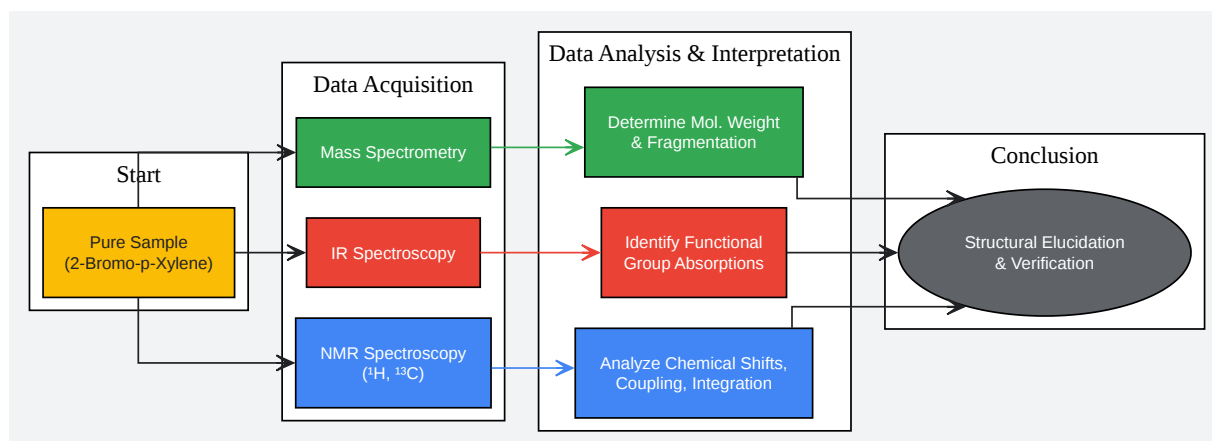 Start
Pure Sample
(2-Bromo-p-Xylene)
Data Acquisition
Mass Spectrometry
IR Spectroscopy
NMR Spectroscopy
(¹H, ¹³C)
Data Analysis & Interpretation
Determine Mol. Weight
& Fragmentation
Identify Functional
Group Absorptions
Analyze Chemical Shifts,
Coupling, Integration
Conclusion
Structural Elucidation
& Verification